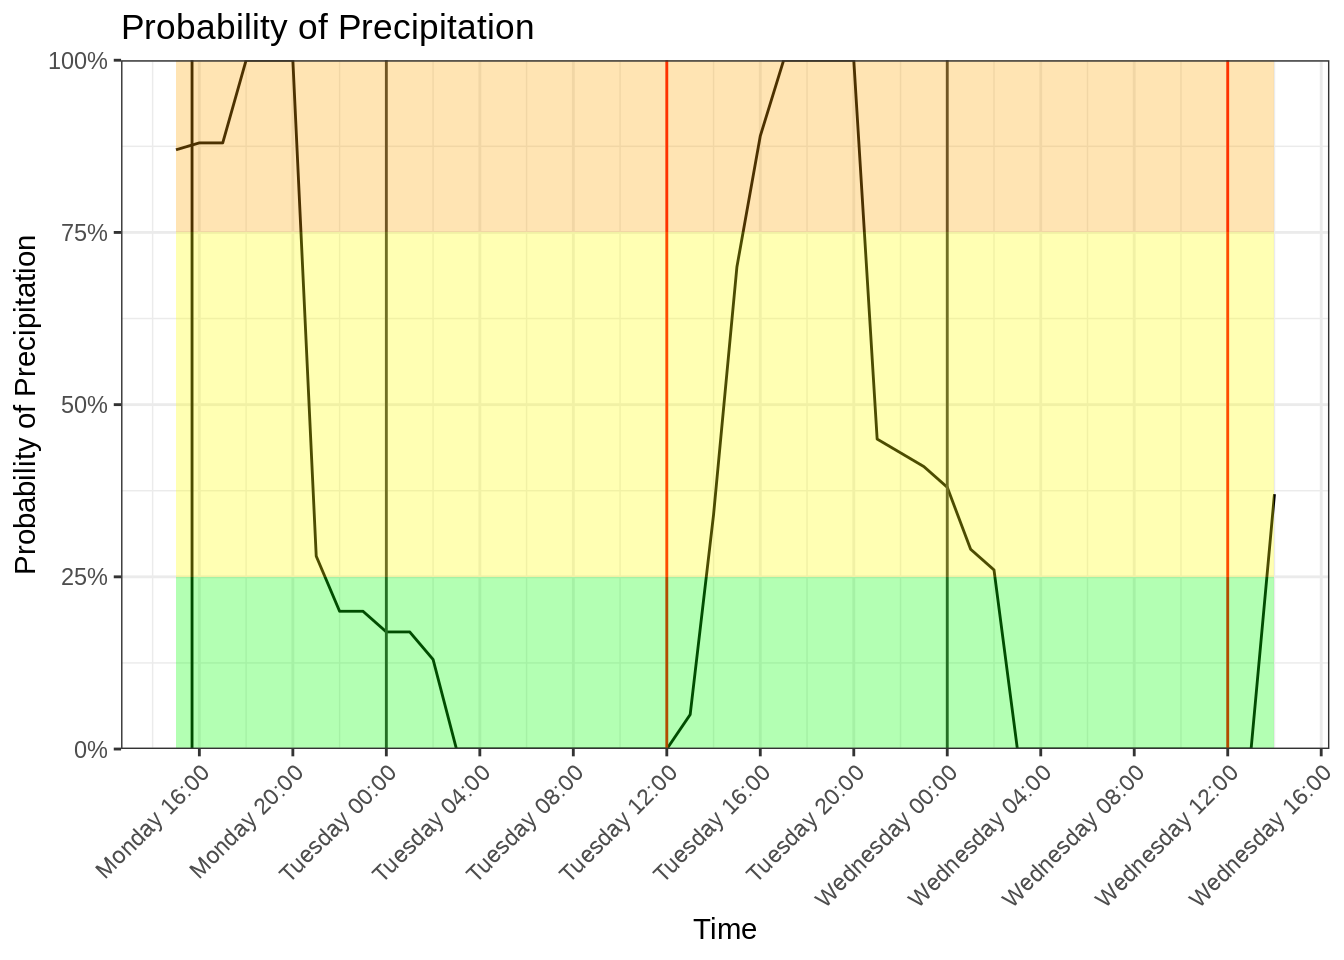 Probability of Precipitation
Probability of Precipitation
100%
75%
50%
25%
0%
Monday 16:00
Monday 20:00
Tuesday 00:00
Tuesday 04:00
Tuesday 08:00
Tuesday 12:00
Tuesday 16:00
Tuesday 20:00
Wednesday 00:00
Wednesday 04:00
Wednesday 08:00
Wednesday 12:00
Wednesday 16:00
Time